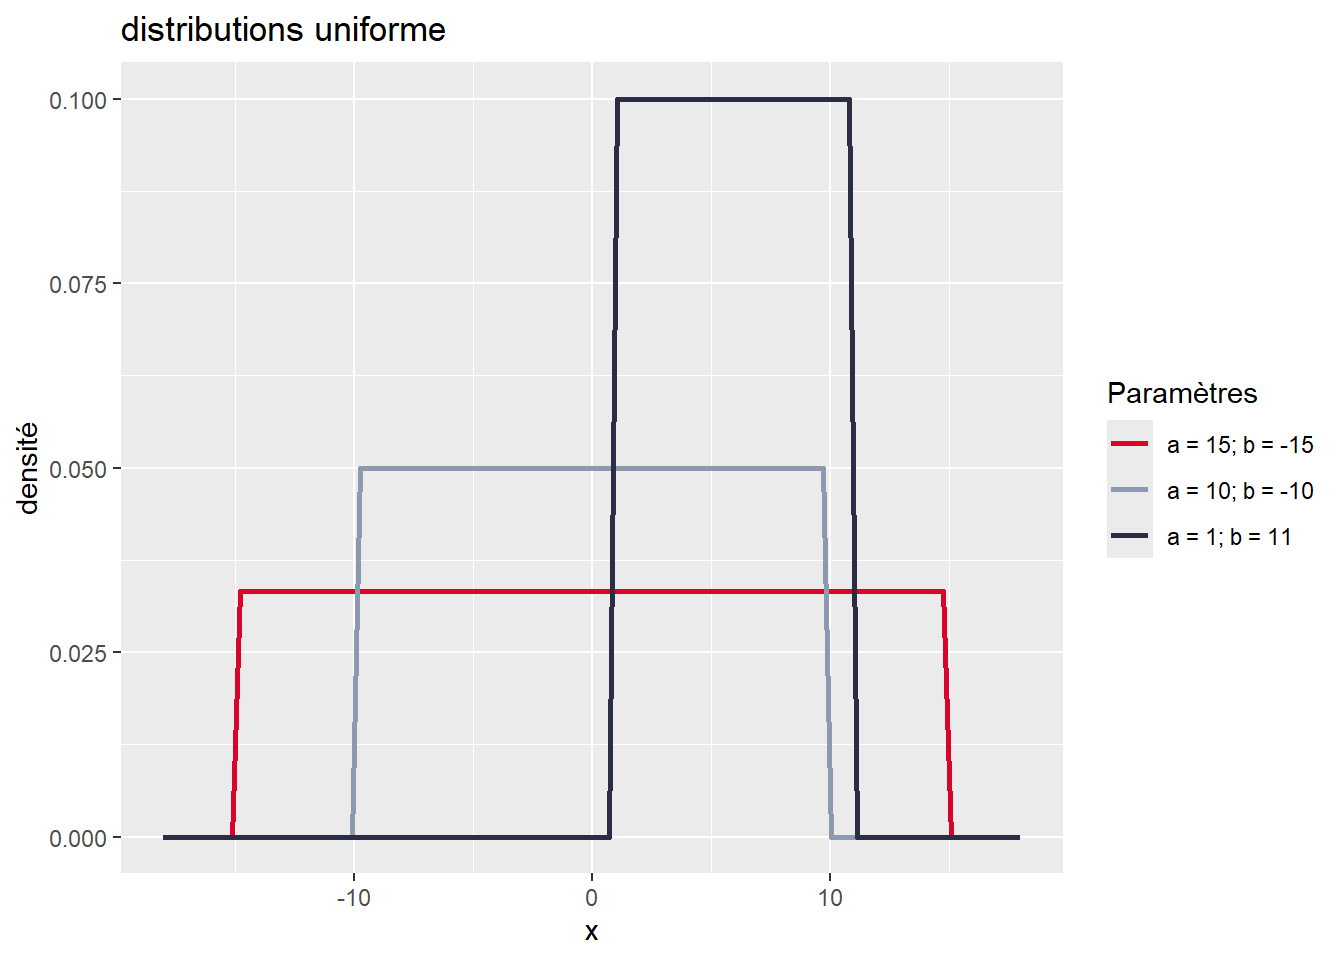 distributions uniforme
0.100
0.075
0.050
0.025
0.000
densité
-10
0
10
x
Paramètres
a = 15; b = -15
a = 10; b = -10
a = 1; b = 11